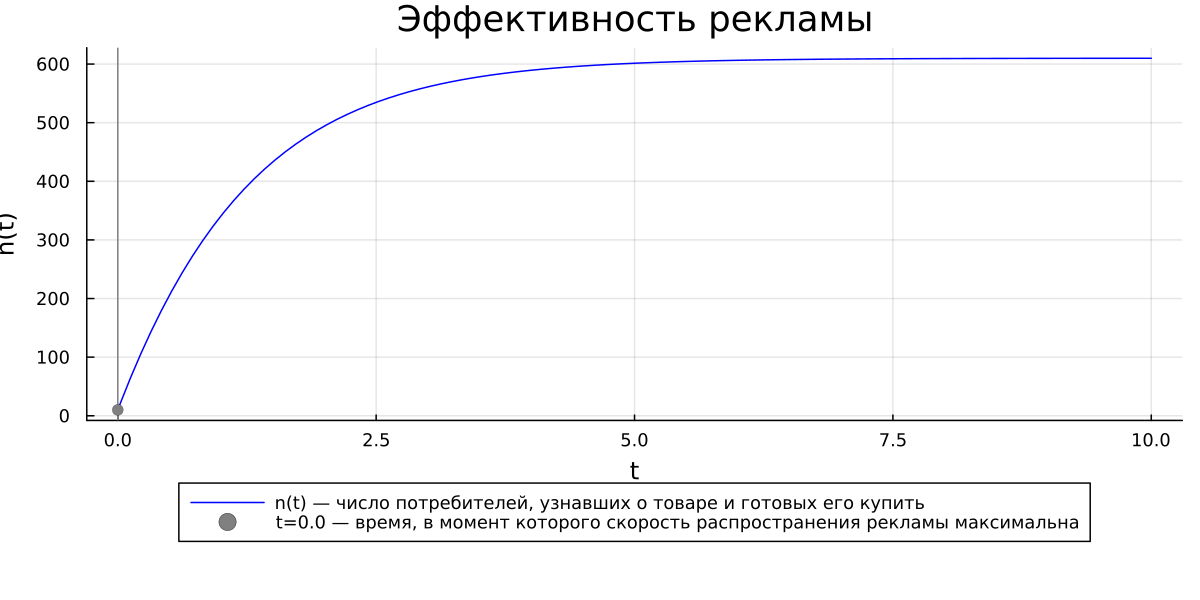 Эффективность рекламы
600
500
400
300
200
100
0
n(t)
0.0 2.5 5.0 7.5 10.0
t
n(t) — число потребителей, узнавших о товаре и готовых его купить
t=0.0 — время, в момент которого скорость распространения рекламы максимальна